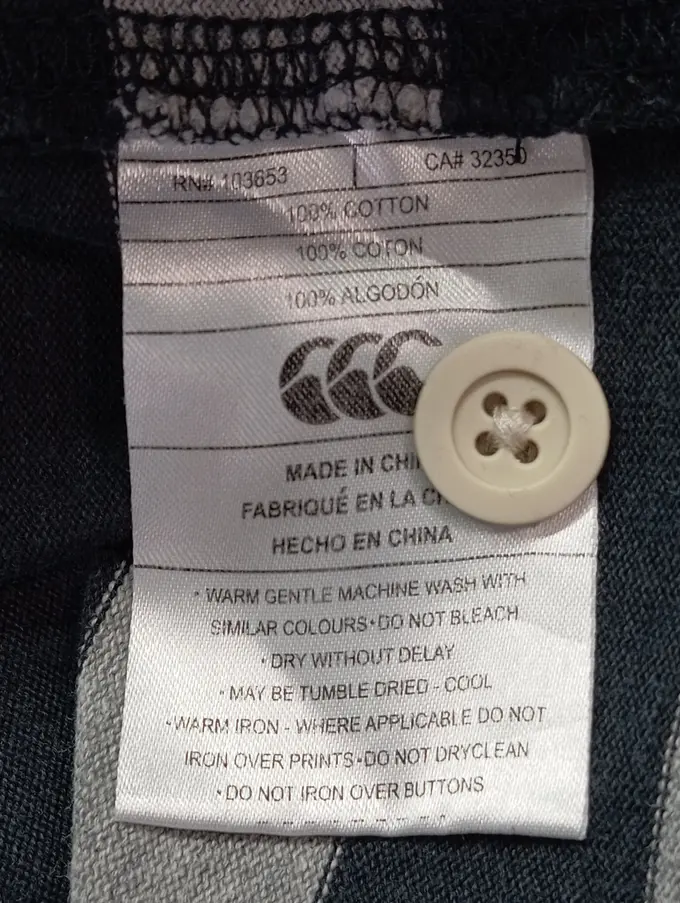 RN# 103653 CA# 32350
100% COTTON
100% COTON
100% ALGODÓN
MADE IN CHI
FABRIQUÉ EN LA C
HECHO EN CHINA
• WARM GENTLE MACHINE WASH WITH
SIMILAR COLOURS • DO NOT BLEACH
• DRY WITHOUT DELAY
• MAY BE TUMBLE DRIED - COOL
• WARM IRON - WHERE APPLICABLE DO NOT
IRON OVER PRINTS • DO NOT DRYCLEAN
• DO NOT IRON OVER BUTTONS